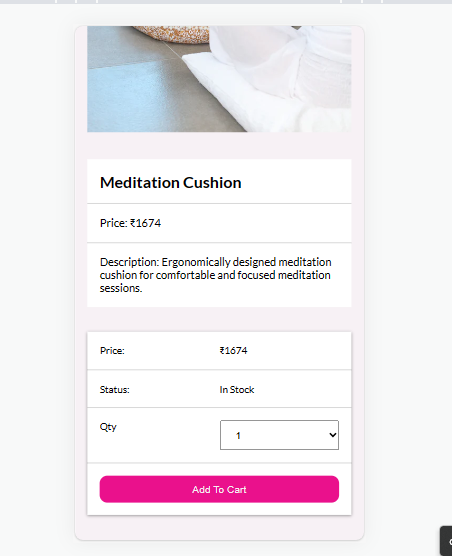 Meditation Cushion
Price: ₹1674
Description: Ergonomically designed meditation
cushion for comfortable and focused meditation
sessions.
Price: ₹1674
Status: In Stock
Qty 1
Add To Cart